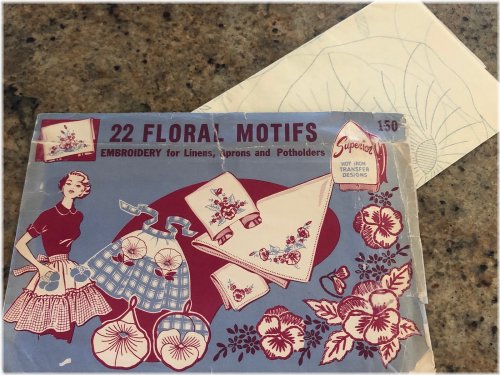 22 FLORAL MOTIFS
150
EMBROIDERY for Linens, Aprons and Potholders
Superior
HOT IRON
TRANSFER
DESIGNS